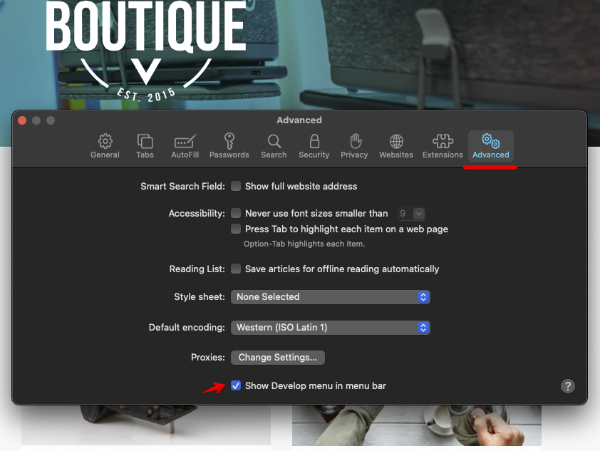 BOUTIQUE
EST. 2015
Advanced
General Tabs AutoFill Passwords Search Security Privacy Websites Extensions Advanced
Smart Search Field: Show full website address
Accessibility: Never use font sizes smaller than 9
Press Tab to highlight each item on a web page
Option-Tab highlights each item.
Reading List: Save articles for offline reading automatically
Style sheet: None Selected
Default encoding: Western (ISO Latin 1)
Proxies: Change Settings...
Show Develop menu in menu bar ?